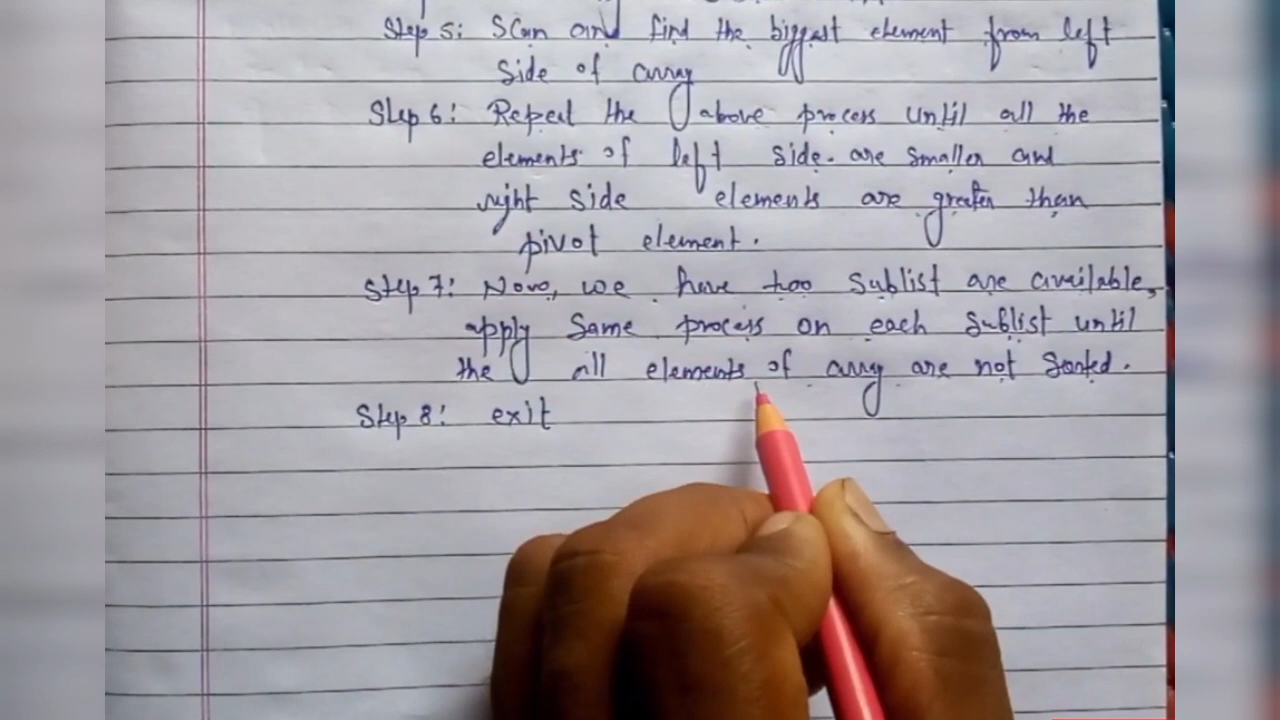 Step 5: Scan and find the biggest element from left
side of array
Step 6: Repeat the above process until all the
elements of left side are smaller and
right side elements are greater than
pivot element.
Step 7: Now, we have too sublist are available,
apply same process on each sublist until
the all elements of array are not sorted.
Step 8: exit